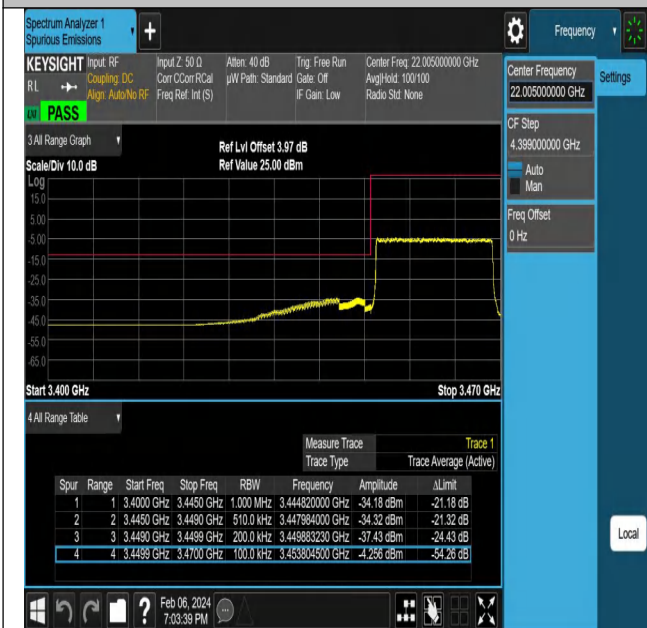 Spectrum Analyzer 1
Spurious Emissions
Frequency
KEYSIGHT
RL
Input: RF
Coupling: DC
Align: Auto/No RF
Input Z: 50 Ω
Corr CCorr RCal
Freq Ref: Int (S)
Atten: 40 dB
µW Path: Standard
Trig: Free Run
Gate: Off
IF Gain: Low
Center Freq: 22.005000000 GHz
Avg|Hold: 100/100
Radio Std: None
PASS
3 All Range Graph
Scale/Div 10.0 dB
Ref Lvl Offset 3.97 dB
Ref Value 25.00 dBm
Log
15.0
5.00
-5.00
-15.0
-25.0
-35.0
-45.0
-55.0
-65.0
Start 3.400 GHz
Stop 3.470 GHz
4 All Range Table
Measure Trace Trace 1
Trace Type Trace Average (Active)
Spur Range Start Freq Stop Freq RBW Frequency Amplitude ΔLimit
1 1 3.4000 GHz 3.4450 GHz 1.000 MHz 3.444820000 GHz -34.18 dBm -21.18 dB
2 2 3.4450 GHz 3.4490 GHz 510.0 kHz 3.447984000 GHz -34.32 dBm -21.32 dB
3 3 3.4490 GHz 3.4499 GHz 200.0 kHz 3.449883230 GHz -37.43 dBm -24.43 dB
4 4 3.4499 GHz 3.4700 GHz 100.0 kHz 3.453804500 GHz -4.256 dBm -54.26 dB
Feb 06, 2024
7:03:39 PM
Center Frequency
22.005000000 GHz
Settings
CF Step
4.399000000 GHz
Auto
Man
Freq Offset
0 Hz
Local